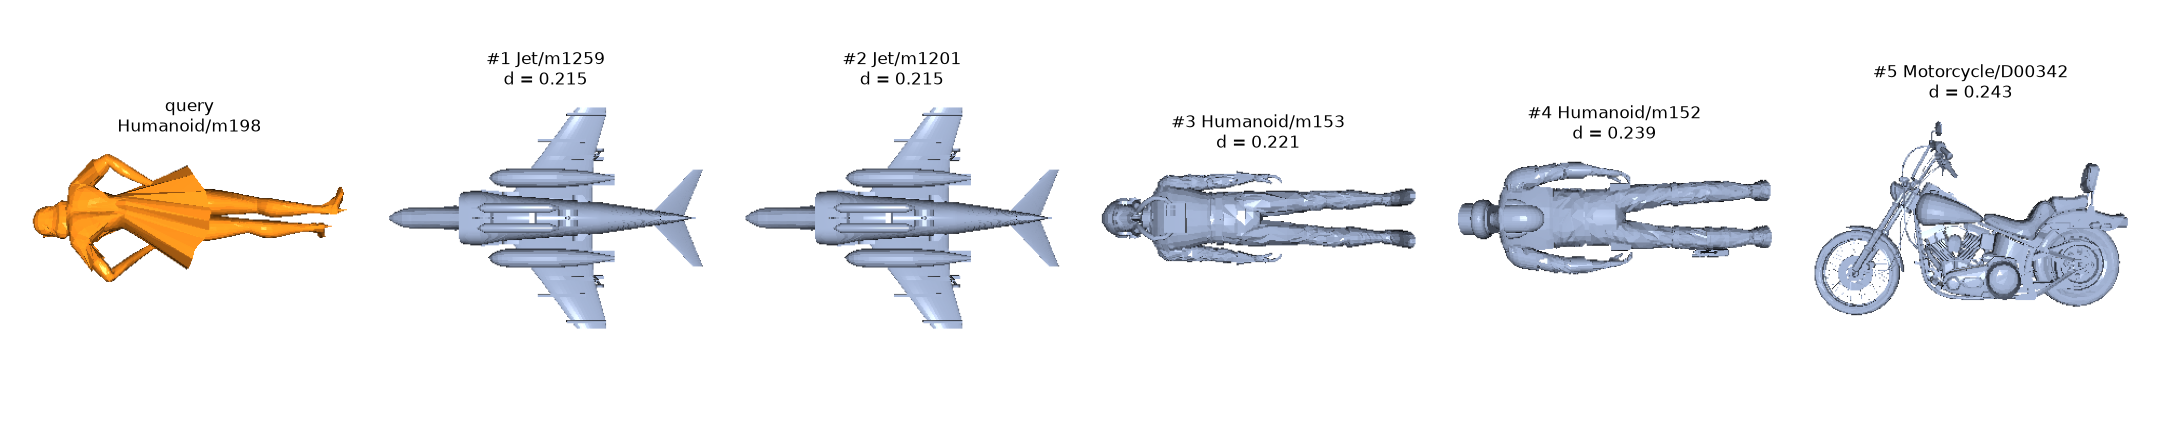 query
Humanoid/m198
#1 Jet/m1259
d = 0.215
#2 Jet/m1201
d = 0.215
#3 Humanoid/m153
d = 0.221
#4 Humanoid/m152
d = 0.239
#5 Motorcycle/D00342
d = 0.243